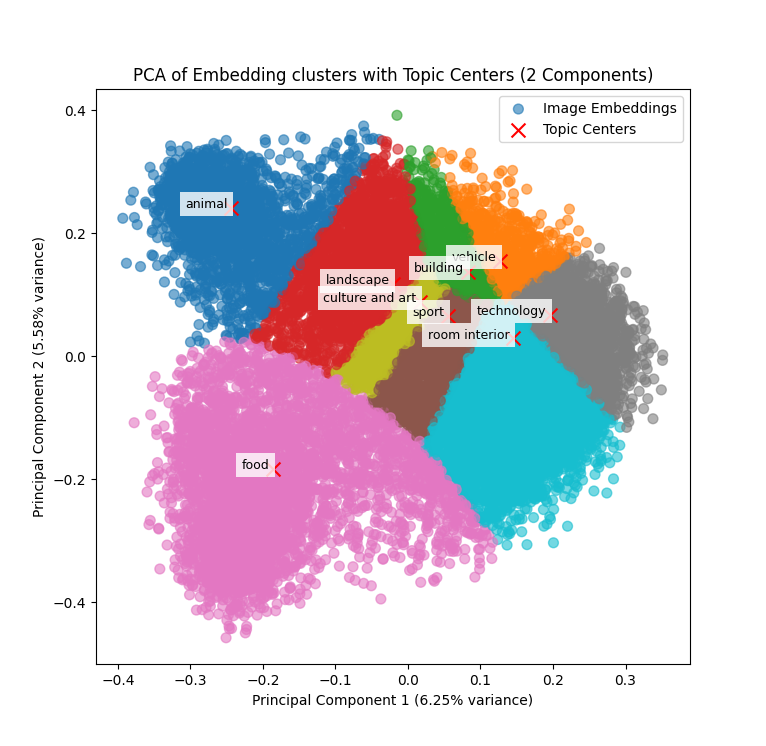 PCA of Embedding clusters with Topic Centers (2 Components)
Image Embeddings
Topic Centers
0.4
0.2
0.0
−0.2
−0.4
Principal Component 2 (5.58% variance)
animal
vehicle
building
landscape
culture and art
sport
technology
room interior
food
−0.4
−0.3
−0.2
−0.1
0.0
0.1
0.2
0.3
Principal Component 1 (6.25% variance)